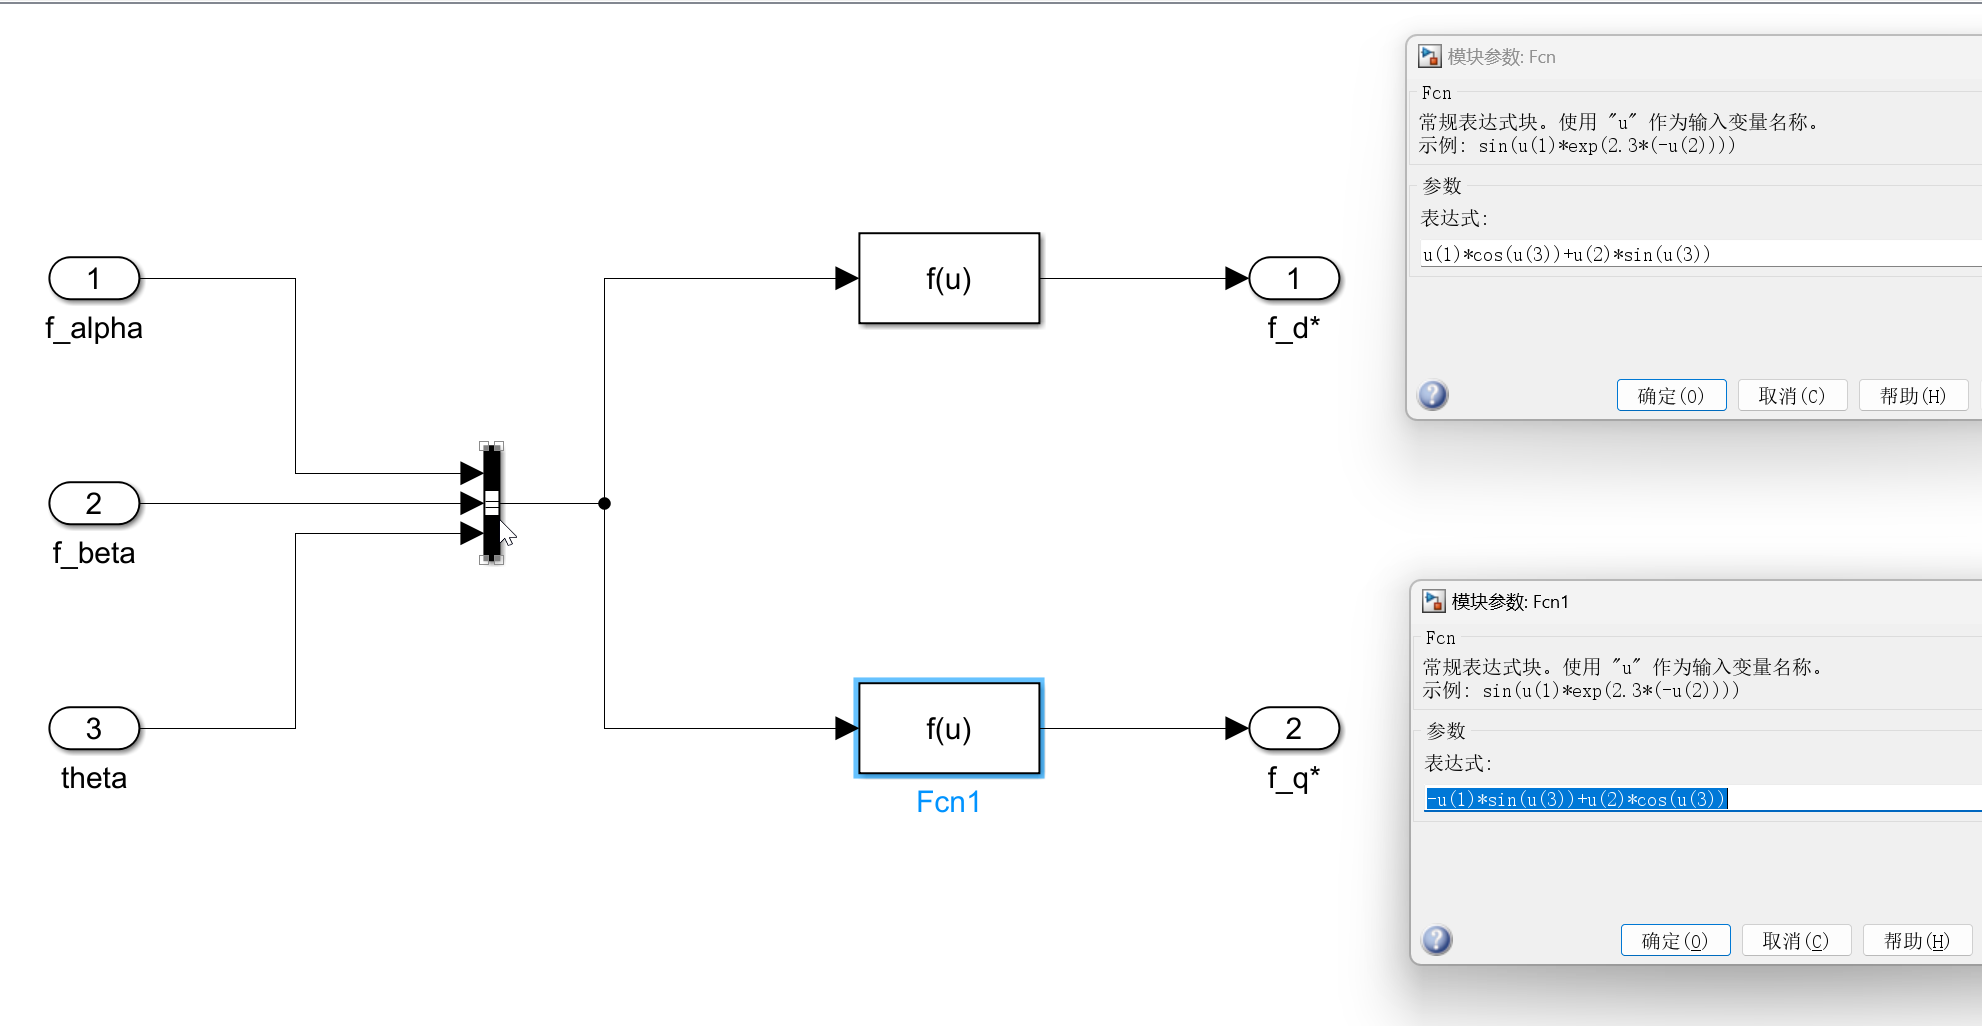 1
f_alpha
2
f_beta
3
theta
f(u)
1
f_d*
f(u)
Fcn1
2
f_q*
模块参数: Fcn
Fcn
常规表达式块。使用 "u" 作为输入变量名称。
示例: sin(u(1)*exp(2.3*(-u(2))))
参数
表达式:
u(1)*cos(u(3))+u(2)*sin(u(3))
确定(O) 取消(C) 帮助(H)
模块参数: Fcn1
Fcn
常规表达式块。使用 "u" 作为输入变量名称。
示例: sin(u(1)*exp(2.3*(-u(2))))
参数
表达式:
-u(1)*sin(u(3))+u(2)*cos(u(3))
确定(O) 取消(C) 帮助(H)